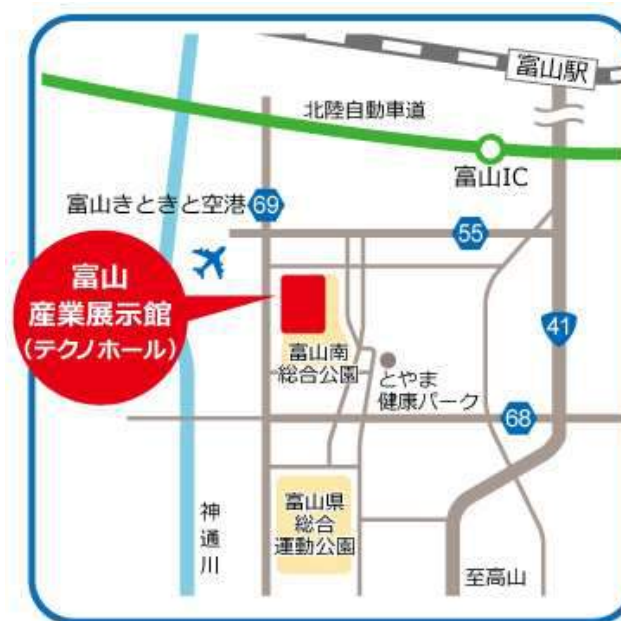 富山駅
北陸自動車道
富山IC
富山きときと空港
69
55
富山
産業展示館
(テクノホール)
41
富山南
総合公園
とやま
健康パーク
68
富山県
総合
運動公園
神通川
至高山